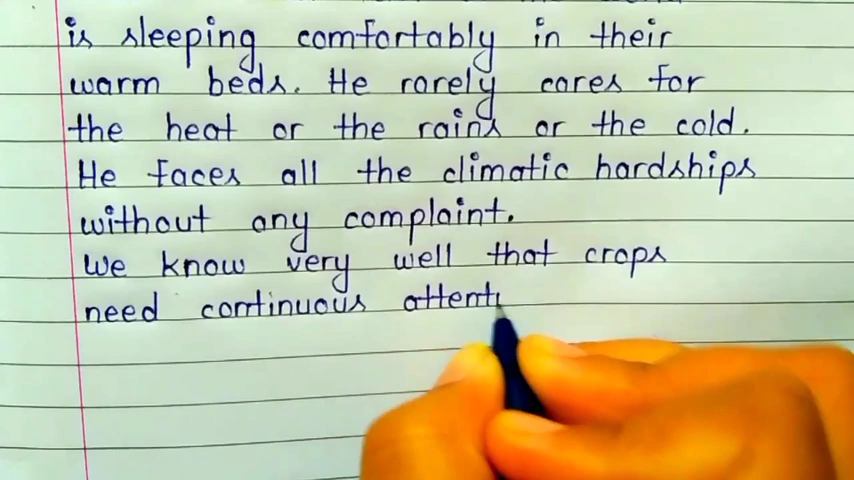 is sleeping comfortably in their
warm beds. He rarely cares for
the heat or the rains or the cold.
He faces all the climatic hardships
without any complaint.
We know very well that crops
need continuous attenti